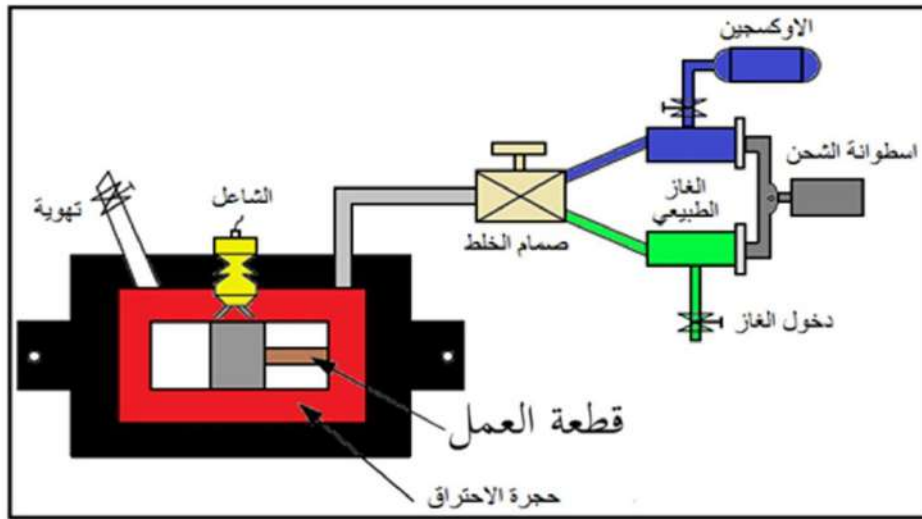 الاوكسجين
اسطوانة الشحن
الغاز
الطبيعي
صمام الخلط
دخول الغاز
الشاعل
تهوية
قطعة العمل
حجرة الاحتراق